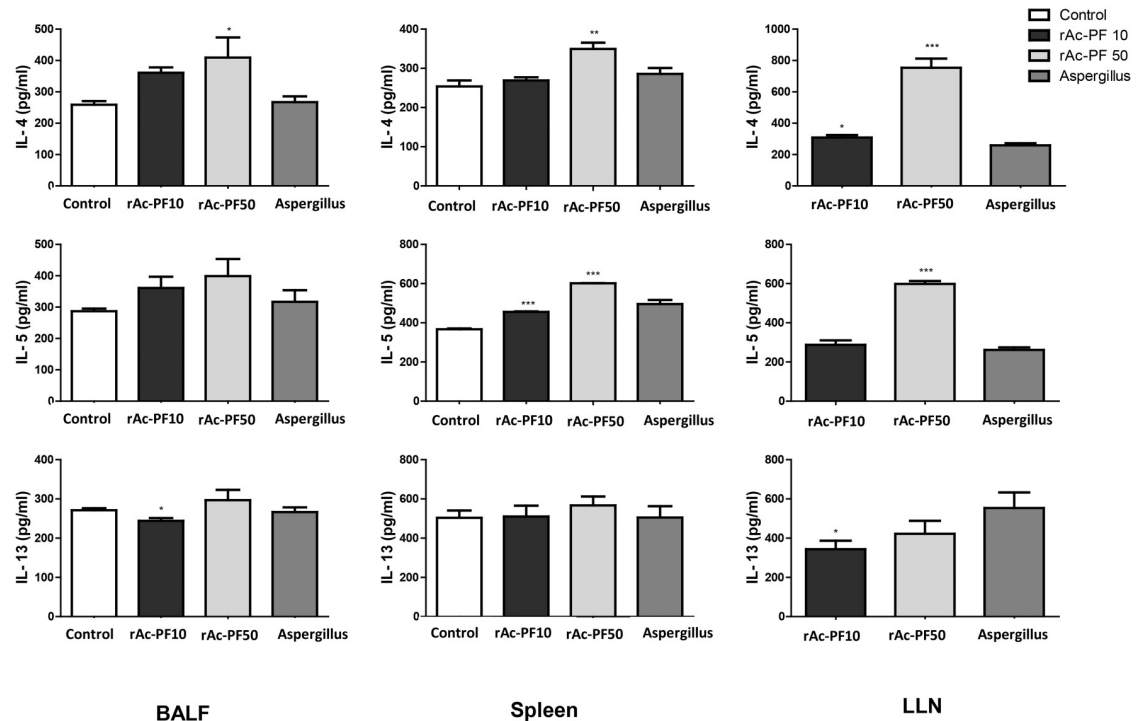 Control
rAc-PF 10
rAc-PF 50
Aspergillus
IL- 4 (pg/ml)
500
400
300
200
100
0
*
Control rAc-PF10 rAc-PF50 Aspergillus
IL- 4 (pg/ml)
400
300
200
100
0
**
Control rAc-PF10 rAc-PF50 Aspergillus
IL- 4 (pg/ml)
1000
800
600
400
200
0
*
***
rAc-PF10 rAc-PF50 Aspergillus
IL- 5 (pg/ml)
500
400
300
200
100
0
Control rAc-PF10 rAc-PF50 Aspergillus
IL- 5 (pg/ml)
800
600
400
200
0
***
***
Control rAc-PF10 rAc-PF50 Aspergillus
IL- 5 (pg/ml)
800
600
400
200
0
***
rAc-PF10 rAc-PF50 Aspergillus
IL- 13 (pg/ml)
400
300
200
100
0
*
Control rAc-PF10 rAc-PF50 Aspergillus
IL- 13 (pg/ml)
800
600
400
200
0
Control rAc-PF10 rAc-PF50 Aspergillus
IL- 13 (pg/ml)
800
600
400
200
0
*
rAc-PF10 rAc-PF50 Aspergillus
BALF Spleen LLN